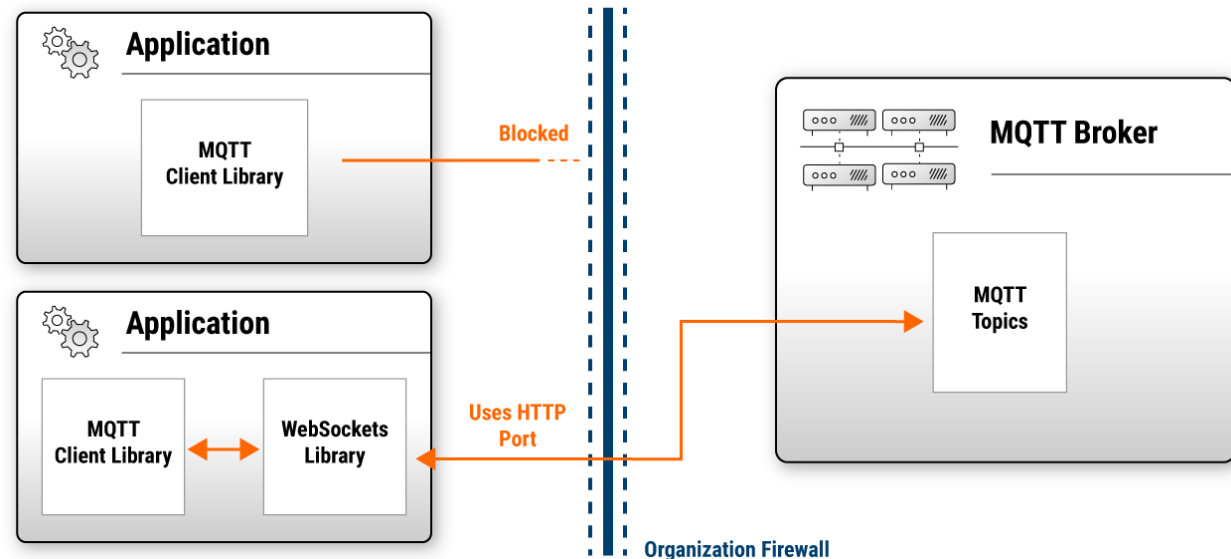 Application
MQTT
Client Library
Blocked
MQTT Broker
MQTT
Topics
Application
MQTT
Client Library
WebSockets
Library
Uses HTTP
Port
Organization Firewall